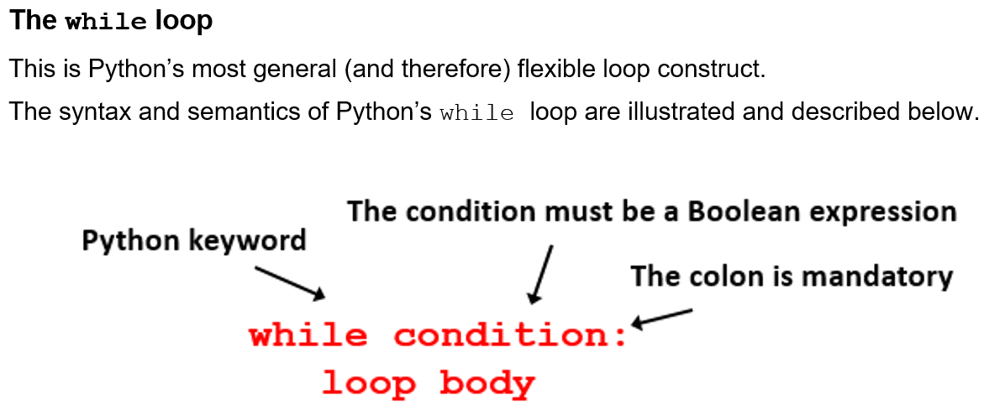 The while loop
This is Python’s most general (and therefore) flexible loop construct.
The syntax and semantics of Python’s while loop are illustrated and described below.
The condition must be a Boolean expression
Python keyword
The colon is mandatory
while condition:
loop body